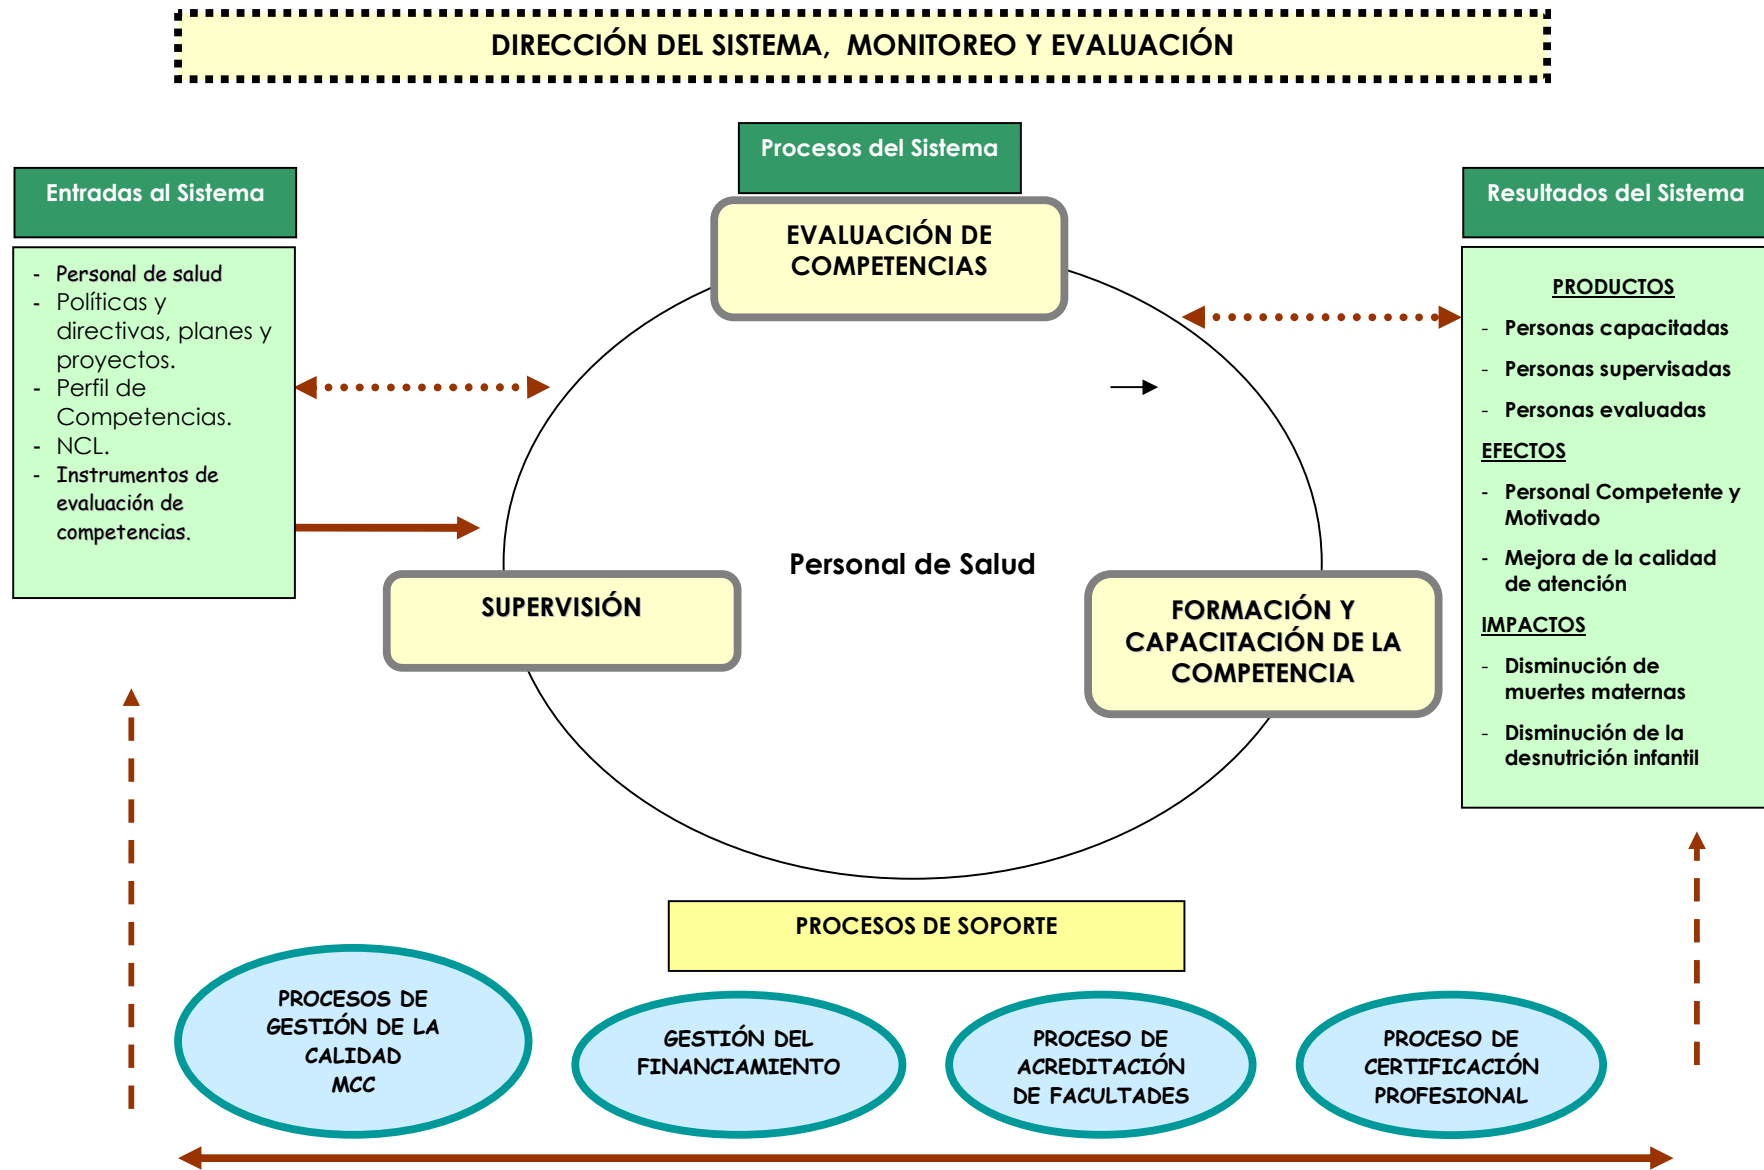 DIRECCIÓN DEL SISTEMA, MONITOREO Y EVALUACIÓN
Procesos del Sistema
Entradas al Sistema
Resultados del Sistema
EVALUACIÓN DE
COMPETENCIAS
- Personal de salud
- Políticas y
directivas, planes y
proyectos.
- Perfil de
Competencias.
- NCL.
- Instrumentos de
evaluación de
competencias.
PRODUCTOS
- Personas capacitadas
- Personas supervisadas
- Personas evaluadas
EFECTOS
- Personal Competente y
Motivado
- Mejora de la calidad
de atención
IMPACTOS
- Disminución de
muertes maternas
- Disminución de la
desnutrición infantil
Personal de Salud
SUPERVISIÓN
FORMACIÓN Y
CAPACITACIÓN DE LA
COMPETENCIA
PROCESOS DE SOPORTE
PROCESOS DE
GESTIÓN DE LA
CALIDAD
MCC
GESTIÓN DEL
FINANCIAMIENTO
PROCESO DE
ACREDITACIÓN
DE FACULTADES
PROCESO DE
CERTIFICACIÓN
PROFESIONAL